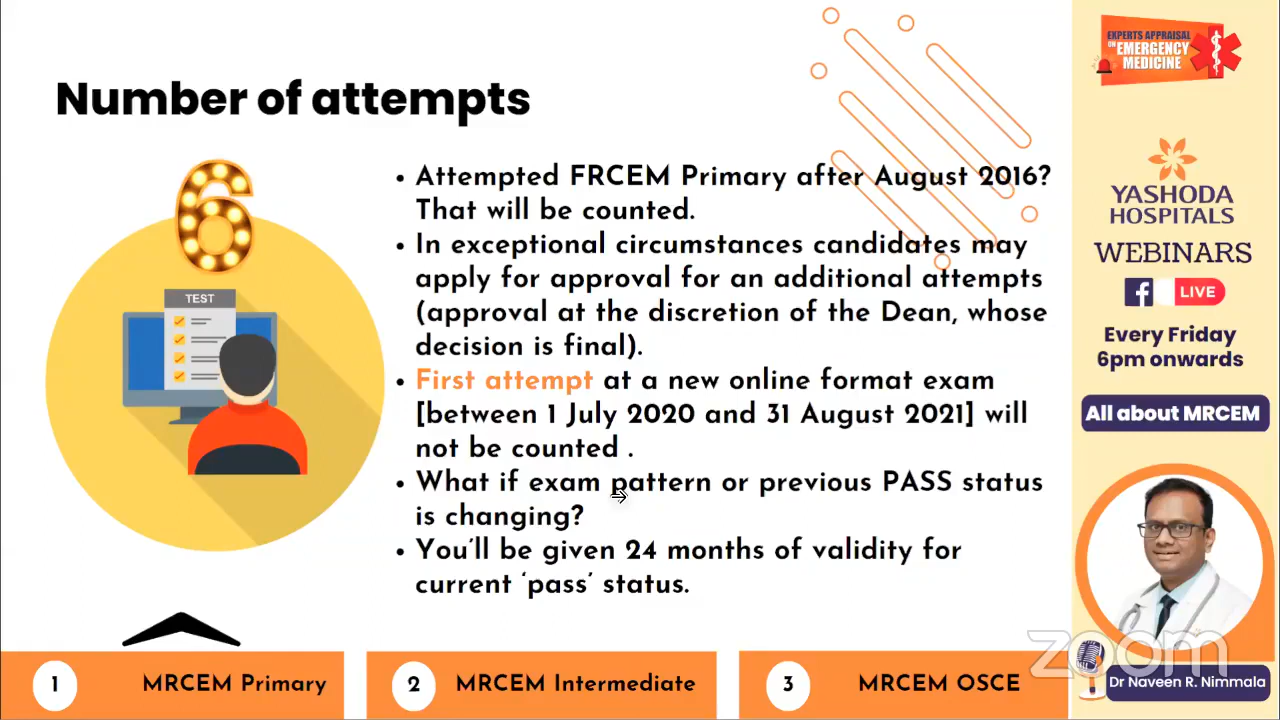 Number of attempts
6
TEST
• Attempted FRCEM Primary after August 2016?
That will be counted.
• In exceptional circumstances candidates may
apply for approval for an additional attempts
(approval at the discretion of the Dean, whose
decision is final).
• First attempt at a new online format exam
[between 1 July 2020 and 31 August 2021] will
not be counted .
• What if exam pattern or previous PASS status
is changing?
• You'll be given 24 months of validity for
current ‘pass’ status.
1 MRCEM Primary
2 MRCEM Intermediate
3 MRCEM OSCE
EXPERTS APPRAISAL
ON EMERGENCY
MEDICINE
YASHODA
HOSPITALS
WEBINARS
f LIVE
Every Friday
6pm onwards
All about MRCEM
zoom
Dr Naveen R. Nimmala